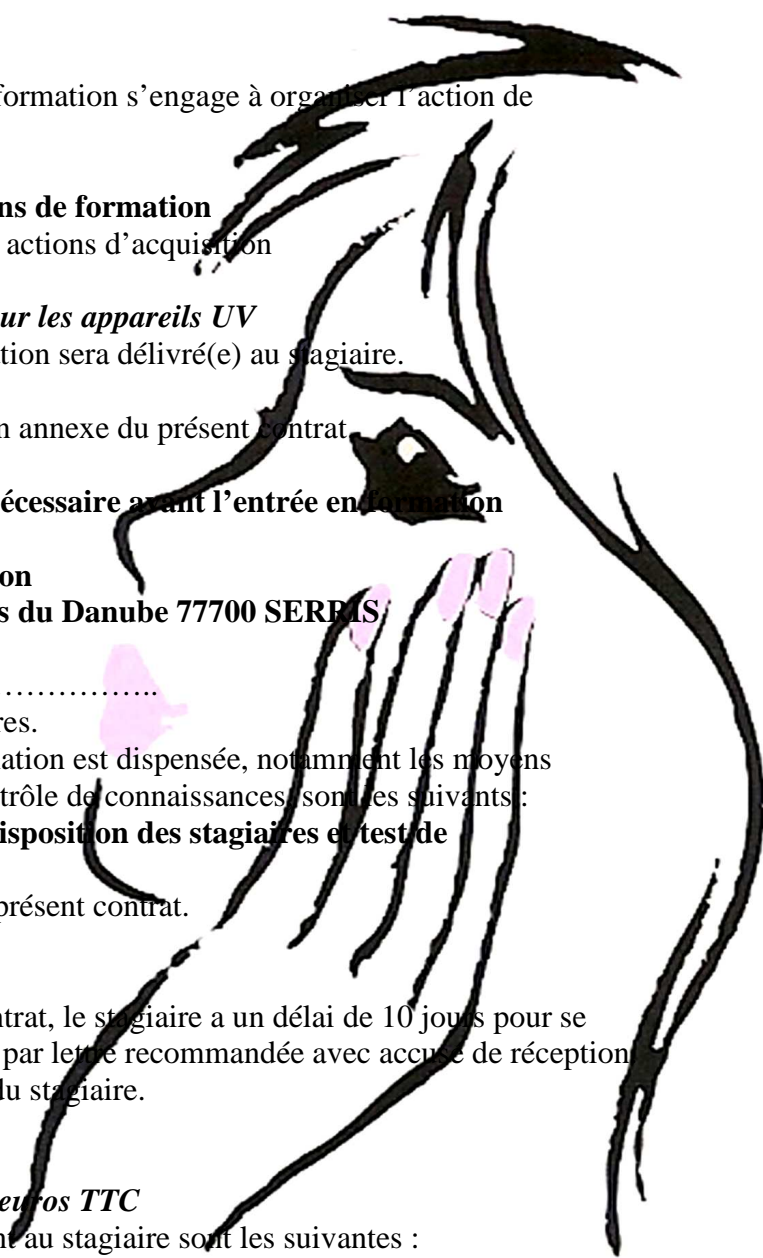 formation s’engage à organiser l’action de
ns de formation
actions d’acquisition
ur les appareils UV
tion sera délivré(e) au stagiaire.
n annexe du présent contrat.
écessaire avant l’entrée en formation
on
s du Danube 77700 SERRIS
……………..
res.
ation est dispensée, notamment les moyens
trôle de connaissances, sont les suivants :
isposition des stagiaires et test de
présent contrat.
ntrat, le stagiaire a un délai de 10 jours pour se
par lettre recommandée avec accusé de réception
du stagiaire.
euros TTC
nt au stagiaire sont les suivantes :